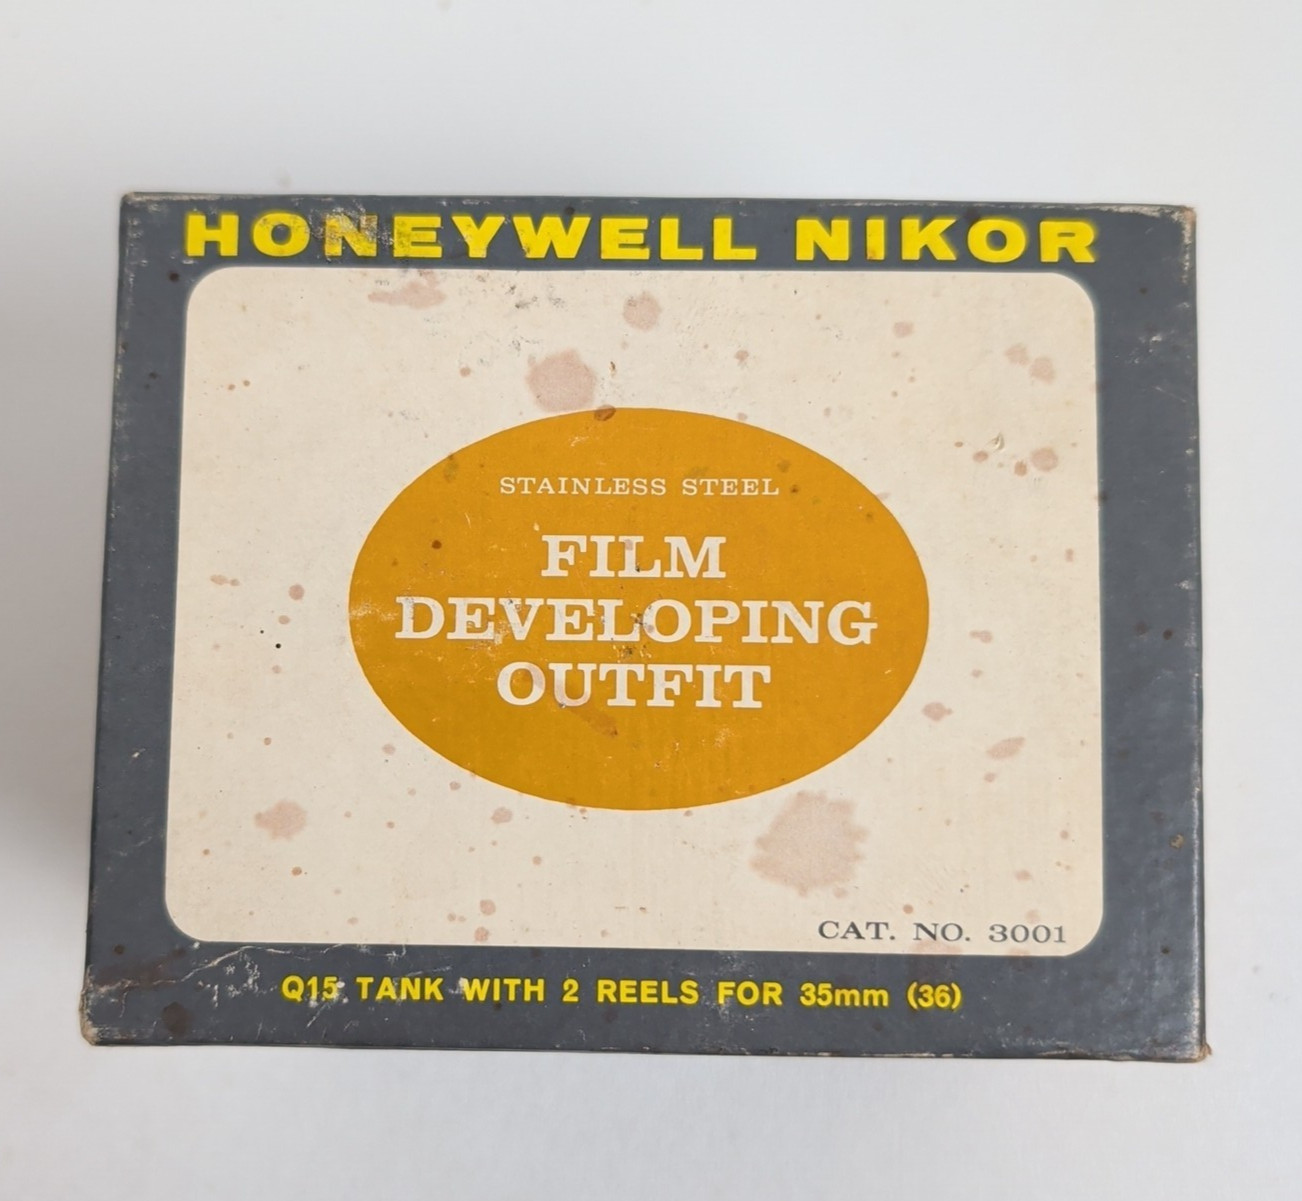 HONEYWELL NIKOR
STAINLESS STEEL
FILM
DEVELOPING
OUTFIT
CAT. NO. 3001
Q15 TANK WITH 2 REELS FOR 35mm (36)